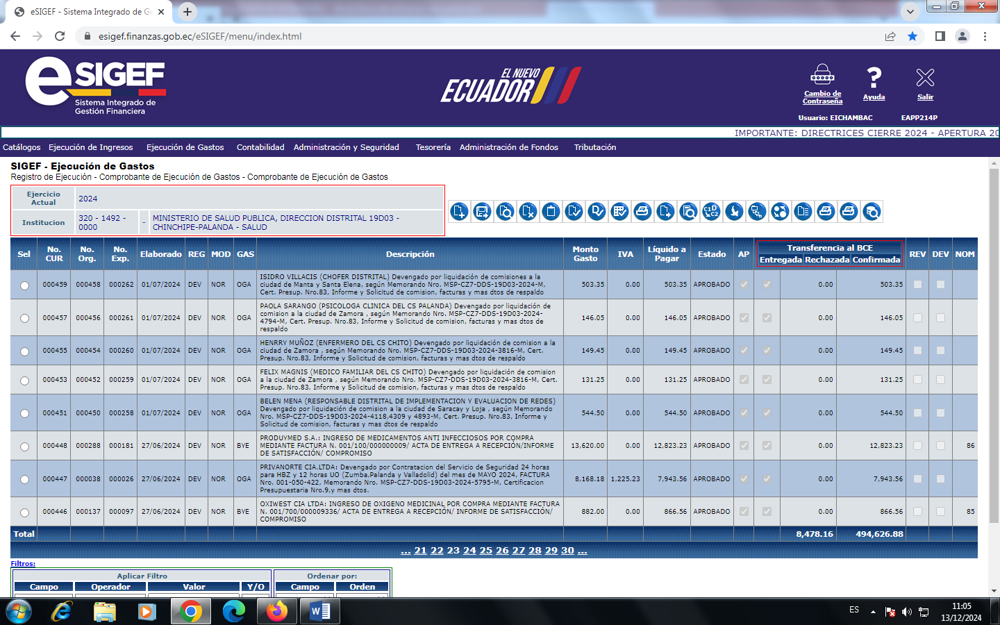 eSIGEF - Sistema Integrado de Ge
esigef.finanzas.gob.ec/eSIGEF/menu/index.html
eSIGEF
Sistema Integrado de
Gestión Financiera
EL NUEVO
ECUADOR
Cambio de
Contraseña
Ayuda
Salir
Usuario: EICHAMBAC EAPP214P
IMPORTANTE: DIRECTRICES CIERRE 2024 - APERTURA 20
Catálogos Ejecución de Ingresos Ejecución de Gastos Contabilidad Administración y Seguridad Tesorería Administración de Fondos Tributación
SIGEF - Ejecución de Gastos
Registro de Ejecución - Comprobante de Ejecución de Gastos - Comprobante de Ejecución de Gastos
Ejercicio Actual 2024
Institucion 320 - 1492 - 0000 - MINISTERIO DE SALUD PUBLICA, DIRECCION DISTRITAL 19D03 - CHINCHIPE-PALANDA - SALUD
Sel No. CUR No. Org. No. Exp. Elaborado REG MOD GAS Descripción Monto Gasto IVA Líquido a Pagar Estado AP Transferencia al BCE Entregada Rechazada Confirmada REV DEV NOM
000459 000458 000262 01/07/2024 DEV NOR OGA ISIDRO VILLACIS (CHOFER DISTRITAL) Devengado por liquidación de comisiones a la
ciudad de Manta y Santa Elena, según Memorando Nro. MSP-CZ7-DDS-19D03-2024-M,
Cert. Presup. Nro.83, Informe y Solicitud de comision, facturas y mas dtos de respaldo
503.35 0.00 503.35 APROBADO 0.00 503.35
000457 000456 000261 01/07/2024 DEV NOR OGA PAOLA SARANGO (PSICOLOGA CLINICA DEL CS PALANDA) Devengado por liquidación de
comision a la ciudad de Zamora , según Memorando Nro. MSP-CZ7-DDS-19D03-2024-
4794-M, Cert. Presup. Nro.83, Informe y Solicitud de comision, facturas y mas dtos de
respaldo
146.05 0.00 146.05 APROBADO 0.00 146.05
000455 000454 000260 01/07/2024 DEV NOR OGA HENRRY MUÑOZ (ENFERMERO DEL CS CHITO) Devengado por liquidación de comision a la
ciudad de Zamora , según Memorando Nro. MSP-CZ7-DDS-19D03-2024-3816-M, Cert.
Presup. Nro.83, Informe y Solicitud de comision, facturas y mas dtos de respaldo
149.45 0.00 149.45 APROBADO 0.00 149.45
000453 000452 000259 01/07/2024 DEV NOR OGA FELIX MAGNIS (MEDICO FAMILIAR DEL CS CHITO) Devengado por liquidación de comision
a la ciudad de Zamora , según Memorando Nro. MSP-CZ7-DDS-19D03-2024-3816-M, Cert.
Presup. Nro.83, Informe y Solicitud de comision, facturas y mas dtos de respaldo
131.25 0.00 131.25 APROBADO 0.00 131.25
000451 000450 000258 01/07/2024 DEV NOR OGA BELEN MENA (RESPONSABLE DISTRITAL DE IMPLEMENTACION Y EVALUACION DE REDES)
Devengado por liquidación de comision a la ciudad de Saracay y Loja , según Memorando
Nro. MSP-CZ7-DDS-19D03-2024-4118,4309 y 4893-M, Cert. Presup. Nro.83, Informe y
Solicitud de comision, facturas y mas dtos de respaldo
544.50 0.00 544.50 APROBADO 0.00 544.50
000448 000288 000181 27/06/2024 DEV NOR BYE PRODUYMED S.A.: INGRESO DE MEDICAMENTOS ANTI INFECCIOSOS POR COMPRA
MEDIANTE FACTURA N. 001/100/000000009/ ACTA DE ENTREGA A RECEPCIÓN/INFORME
DE SATISFACCIÓN/ COMPROMISO
13,620.00 0.00 12,823.23 APROBADO 0.00 12,823.23 86
000447 000038 000026 27/06/2024 DEV NOR OGA PRIVANORTE CIA.LTDA: Devengado por Contratacion del Servicio de Seguridad 24 horas
para HBZ y 12 horas UO (Zumba,Palanda y Valladolid) del mes de MAYO 2024, FACTURA
Nro. 001-050-422, Memorando Nro. MSP-CZ7-DDS-19D03-2024-5795-M, Certificacion
Presupuestaria Nro.9,y mas dtos.
8,168.18 1,225.23 7,943.56 APROBADO 0.00 7,943.56
000446 000137 000097 27/06/2024 DEV NOR BYE OXIWEST CIA LTDA: INGRESO DE OXIGENO MEDICINAL POR COMPRA MEDIANTE FACTURA
N. 001/700/000009336/ ACTA DE ENTREGA A RECEPCIÓN/ INFORME DE SATISFACCIÓN/
COMPROMISO
882.00 0.00 866.56 APROBADO 0.00 866.56 85
Total 8,478.16 494,626.88
... 21 22 23 24 25 26 27 28 29 30 ...
Filtros:
Aplicar Filtro Ordenar por:
Campo Operador Valor Y/O Campo Orden
ES 11:05
13/12/2024